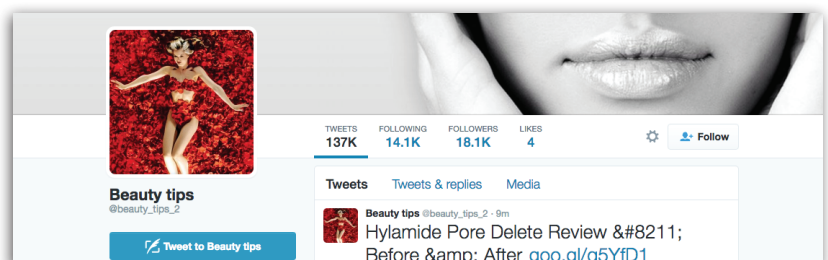 TWEETS FOLLOWING FOLLOWERS LIKES
137K 14.1K 18.1K 4
Follow
Beauty tips
@beauty_tips_2
Tweet to Beauty tips
Tweets Tweets & replies Media
Beauty tips @beauty_tips_2 · 9m
Hylamide Pore Delete Review &#8211;
Before &amp; After goo.gl/g5YfD1